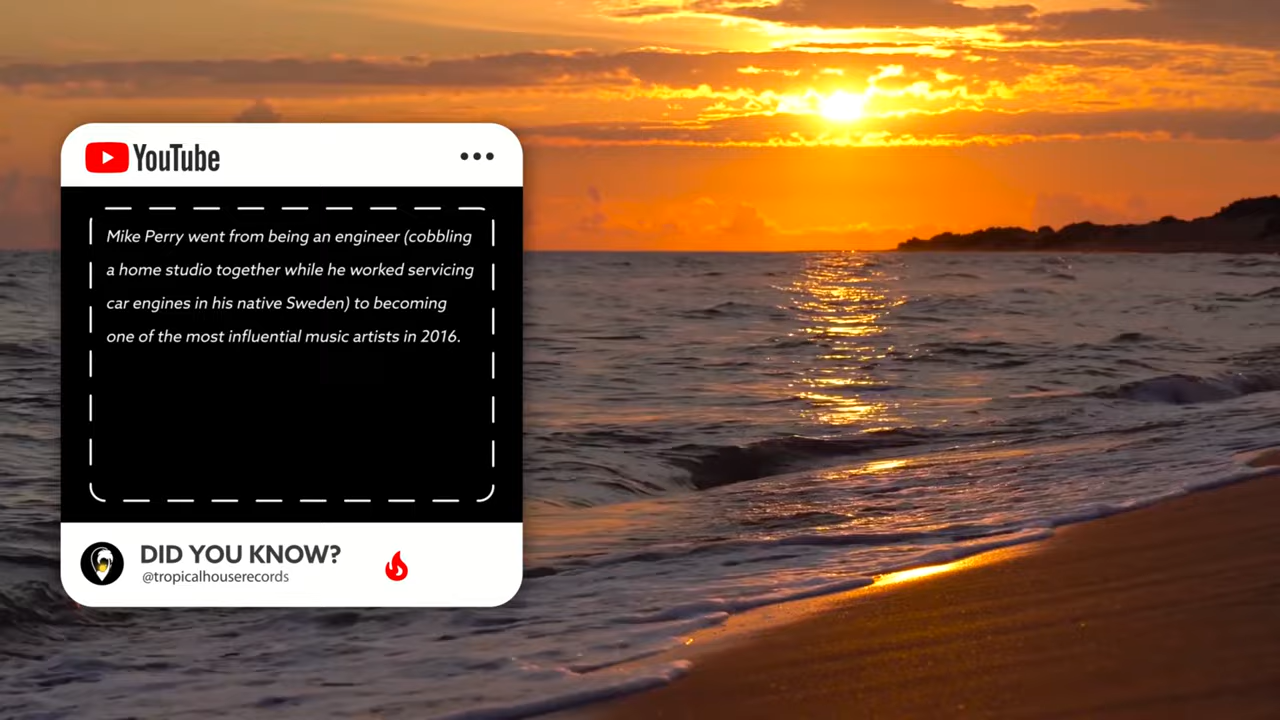 YouTube
Mike Perry went from being an engineer (cobbling
a home studio together while he worked servicing
car engines in his native Sweden) to becoming
one of the most influential music artists in 2016.
DID YOU KNOW?
@tropicalhouserecords